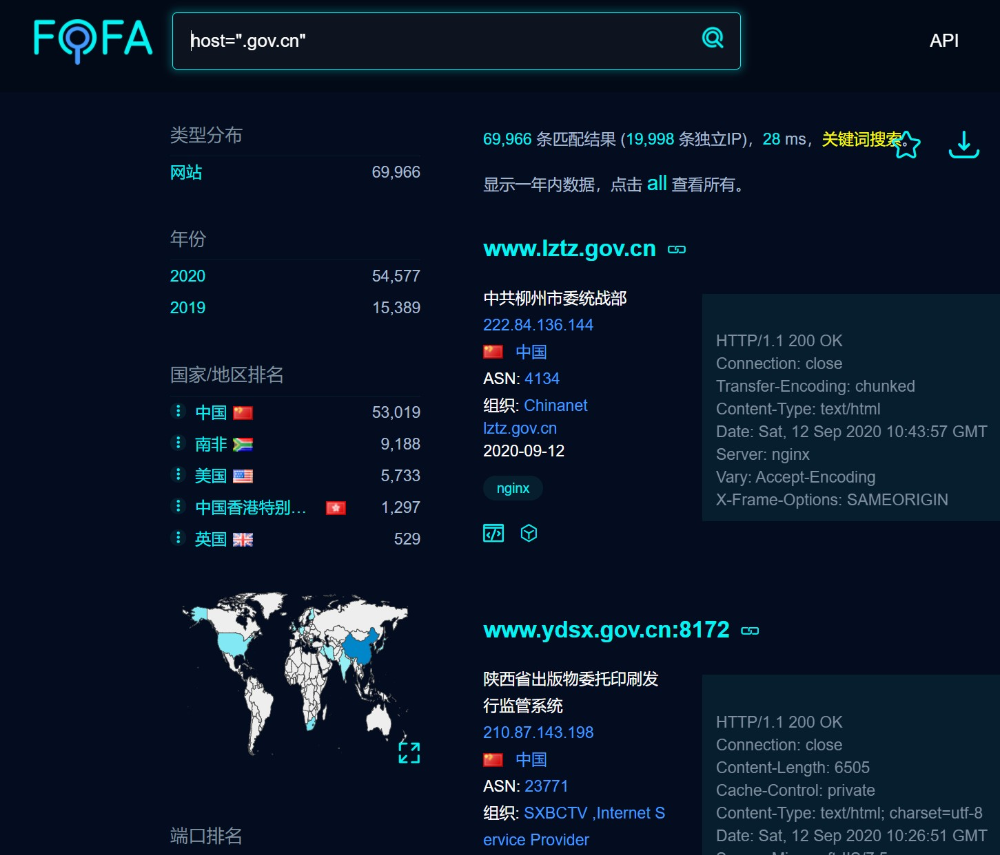 FOFA
host=".gov.cn"
API
类型分布
网站 69,966
年份
2020 54,577
2019 15,389
国家/地区排名
中国 53,019
南非 9,188
美国 5,733
中国香港特别... 1,297
英国 529
端口排名
69,966 条匹配结果 (19,998 条独立IP)，28 ms，关键词搜索。
显示一年内数据，点击 all 查看所有。
www.lztz.gov.cn
中共柳州市委统战部
222.84.136.144
中国
ASN: 4134
组织: Chinanet
lztz.gov.cn
2020-09-12
nginx
HTTP/1.1 200 OK
Connection: close
Transfer-Encoding: chunked
Content-Type: text/html
Date: Sat, 12 Sep 2020 10:43:57 GMT
Server: nginx
Vary: Accept-Encoding
X-Frame-Options: SAMEORIGIN
www.ydsx.gov.cn:8172
陕西省出版物委托印刷发
行监管系统
210.87.143.198
中国
ASN: 23771
组织: SXBCTV ,Internet S
ervice Provider
HTTP/1.1 200 OK
Connection: close
Content-Length: 6505
Cache-Control: private
Content-Type: text/html; charset=utf-8
Date: Sat, 12 Sep 2020 10:26:51 GMT